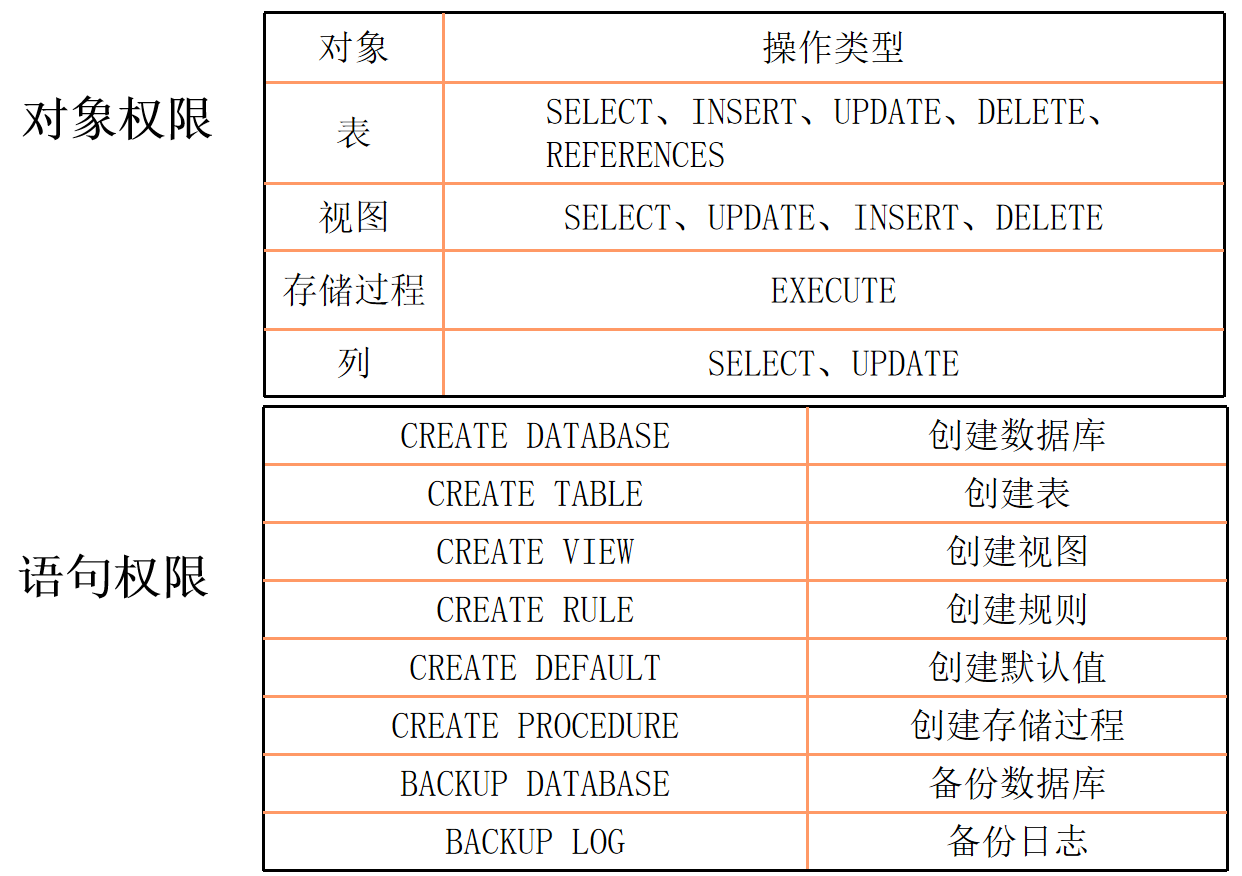 对象权限
对象 操作类型
表 SELECT、INSERT、UPDATE、DELETE、
REFERENCES
视图 SELECT、UPDATE、INSERT、DELETE
存储过程 EXECUTE
列 SELECT、UPDATE
语句权限
CREATE DATABASE 创建数据库
CREATE TABLE 创建表
CREATE VIEW 创建视图
CREATE RULE 创建规则
CREATE DEFAULT 创建默认值
CREATE PROCEDURE 创建存储过程
BACKUP DATABASE 备份数据库
BACKUP LOG 备份日志